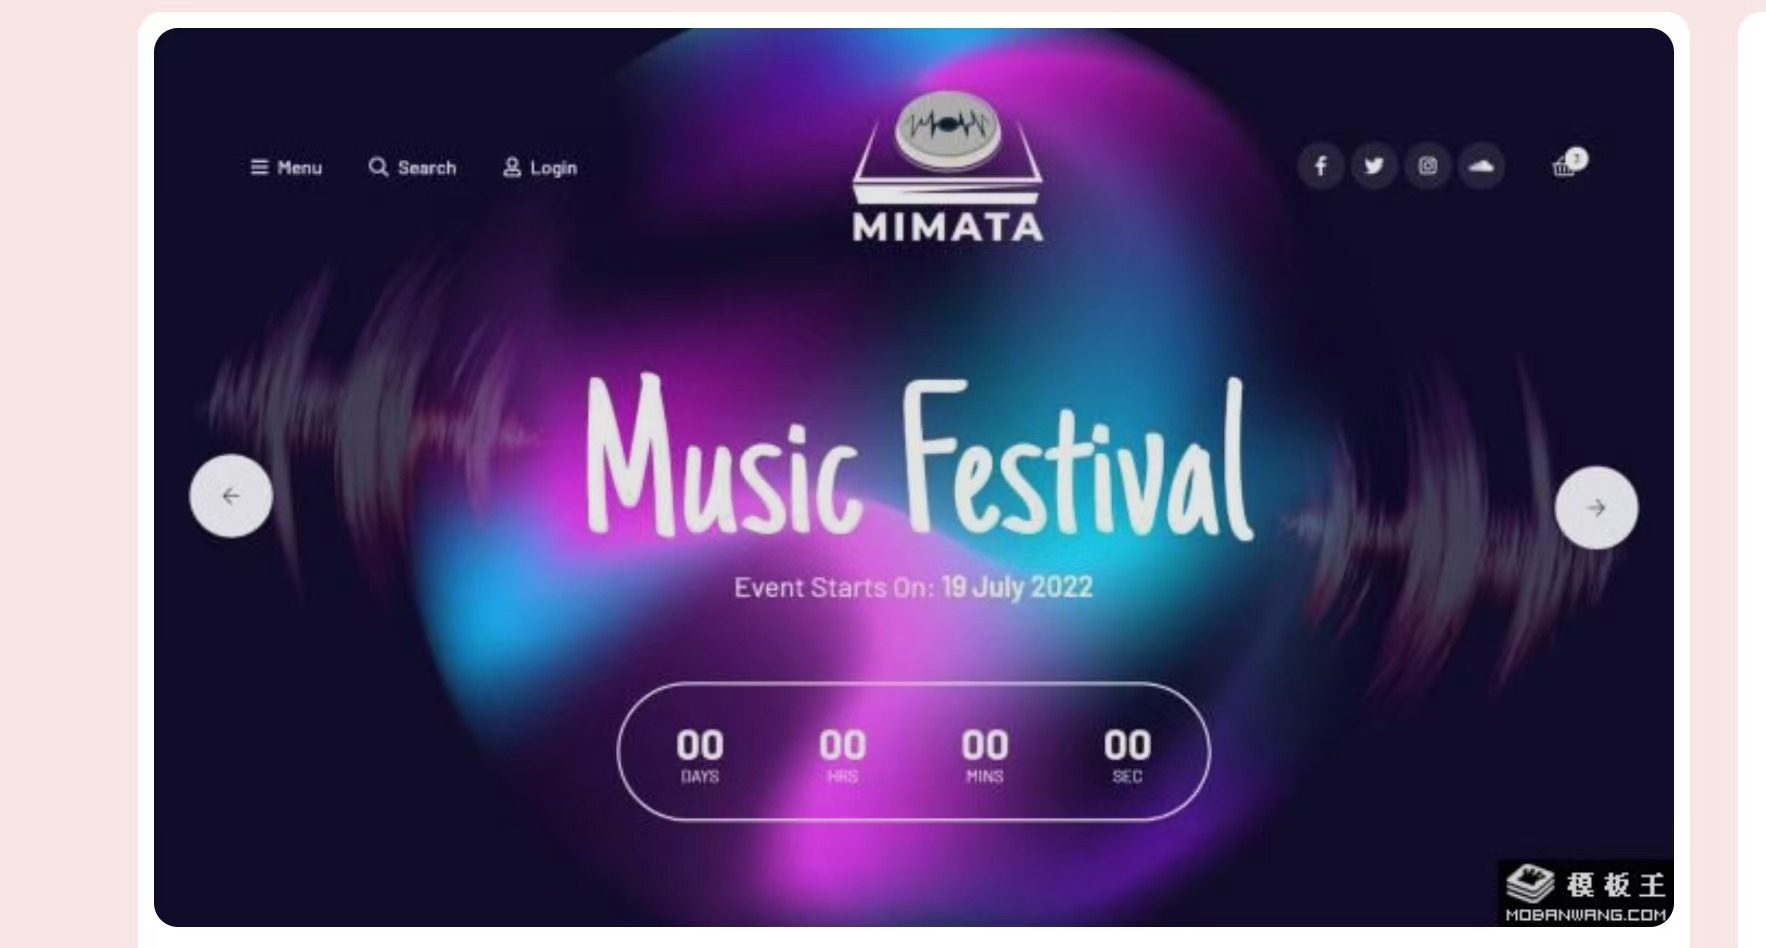 Menu Search Login
3
MIMATA
Music Festival
Event Starts On: 19 July 2022
00 00 00 00
DAYS HRS MINS SEC
模板王
MOBANWANG.COM